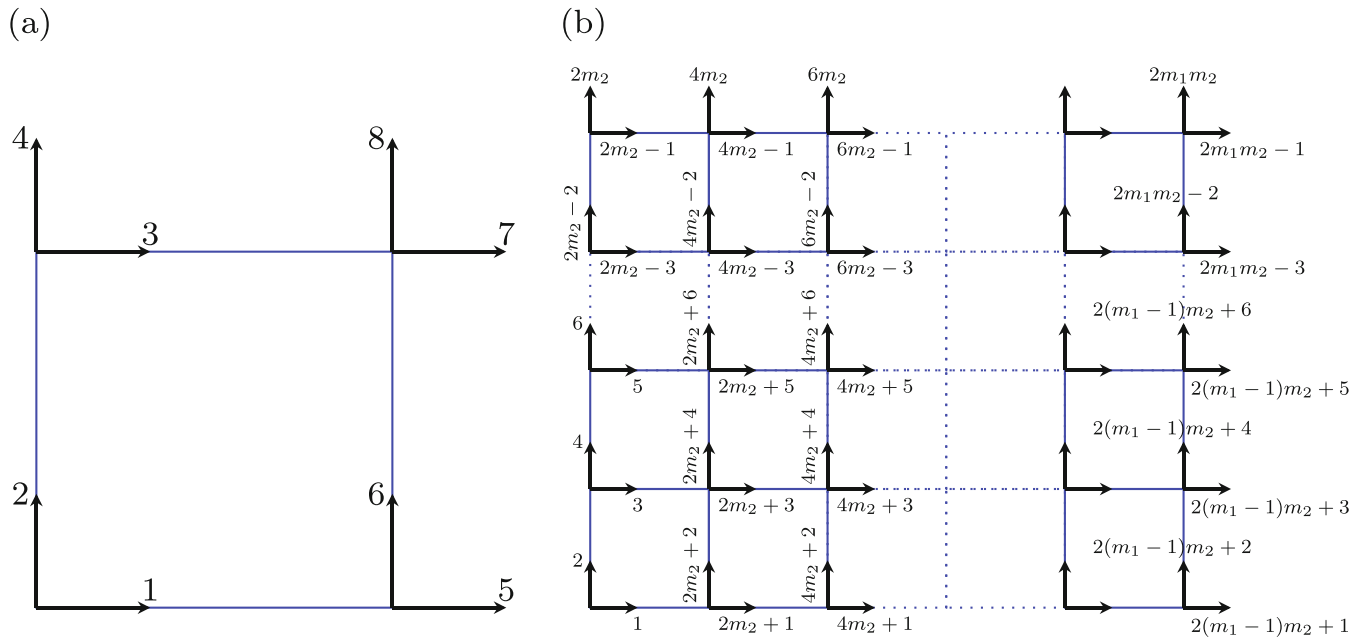 (a)
4
8
3
7
2
6
1
5
(b)
2m₂
4m₂
6m₂
2m₁m₂
2m₂ − 1
4m₂ − 1
6m₂ − 1
2m₁m₂ − 1
2m₂ − 2
4m₂ − 2
6m₂ − 2
2m₁m₂ − 2
2m₂ − 3
4m₂ − 3
6m₂ − 3
2m₁m₂ − 3
6
2m₂ + 6
4m₂ + 6
2(m₁ − 1)m₂ + 6
5
2m₂ + 5
4m₂ + 5
2(m₁ − 1)m₂ + 5
4
2m₂ + 4
4m₂ + 4
2(m₁ − 1)m₂ + 4
3
2m₂ + 3
4m₂ + 3
2(m₁ − 1)m₂ + 3
2
2m₂ + 2
4m₂ + 2
2(m₁ − 1)m₂ + 2
1
2m₂ + 1
4m₂ + 1
2(m₁ − 1)m₂ + 1